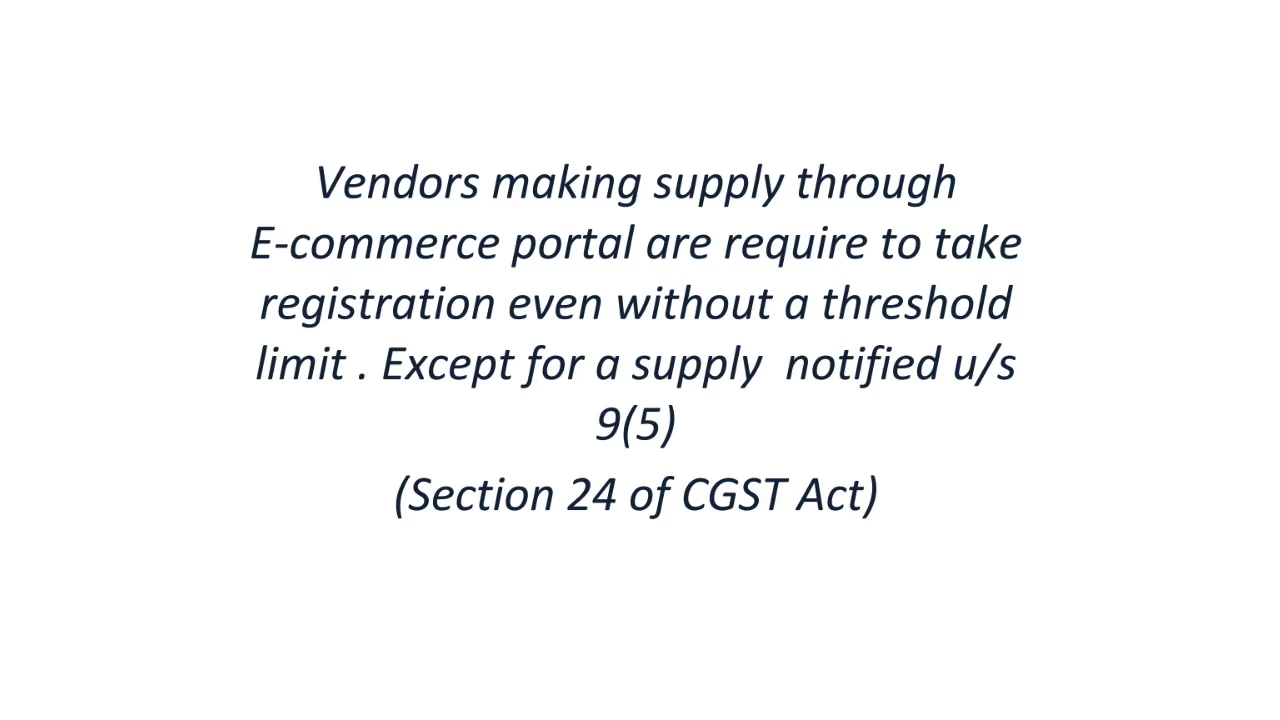 Vendors making supply through
E-commerce portal are require to take
registration even without a threshold
limit . Except for a supply  notified u/s
9(5)
(Section 24 of CGST Act)